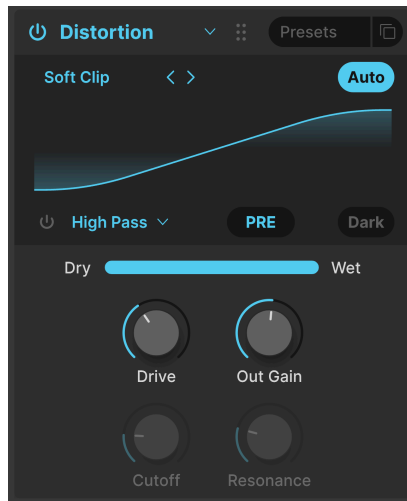 Distortion Presets
Soft Clip < > Auto
High Pass PRE Dark
Dry Wet
Drive Out Gain
Cutoff Resonance